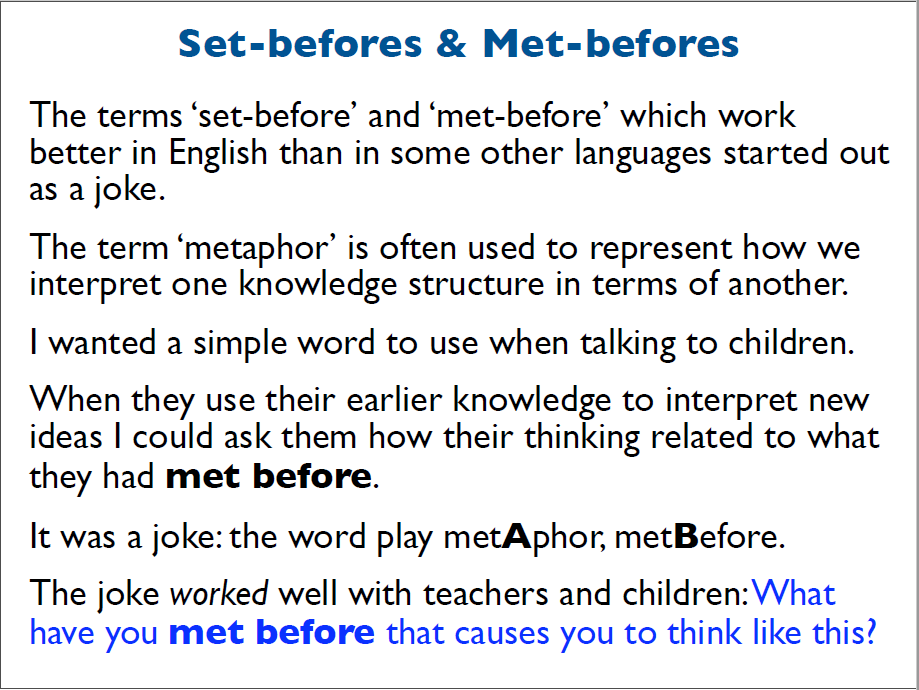 Set-befores & Met-befores
The terms ‘set-before’ and ‘met-before’ which work
better in English than in some other languages started out
as a joke.
The term ‘metaphor’ is often used to represent how we
interpret one knowledge structure in terms of another.
I wanted a simple word to use when talking to children.
When they use their earlier knowledge to interpret new
ideas I could ask them how their thinking related to what
they had met before.
It was a joke: the word play metAphor, metBefore.
The joke worked well with teachers and children: What
have you met before that causes you to think like this?